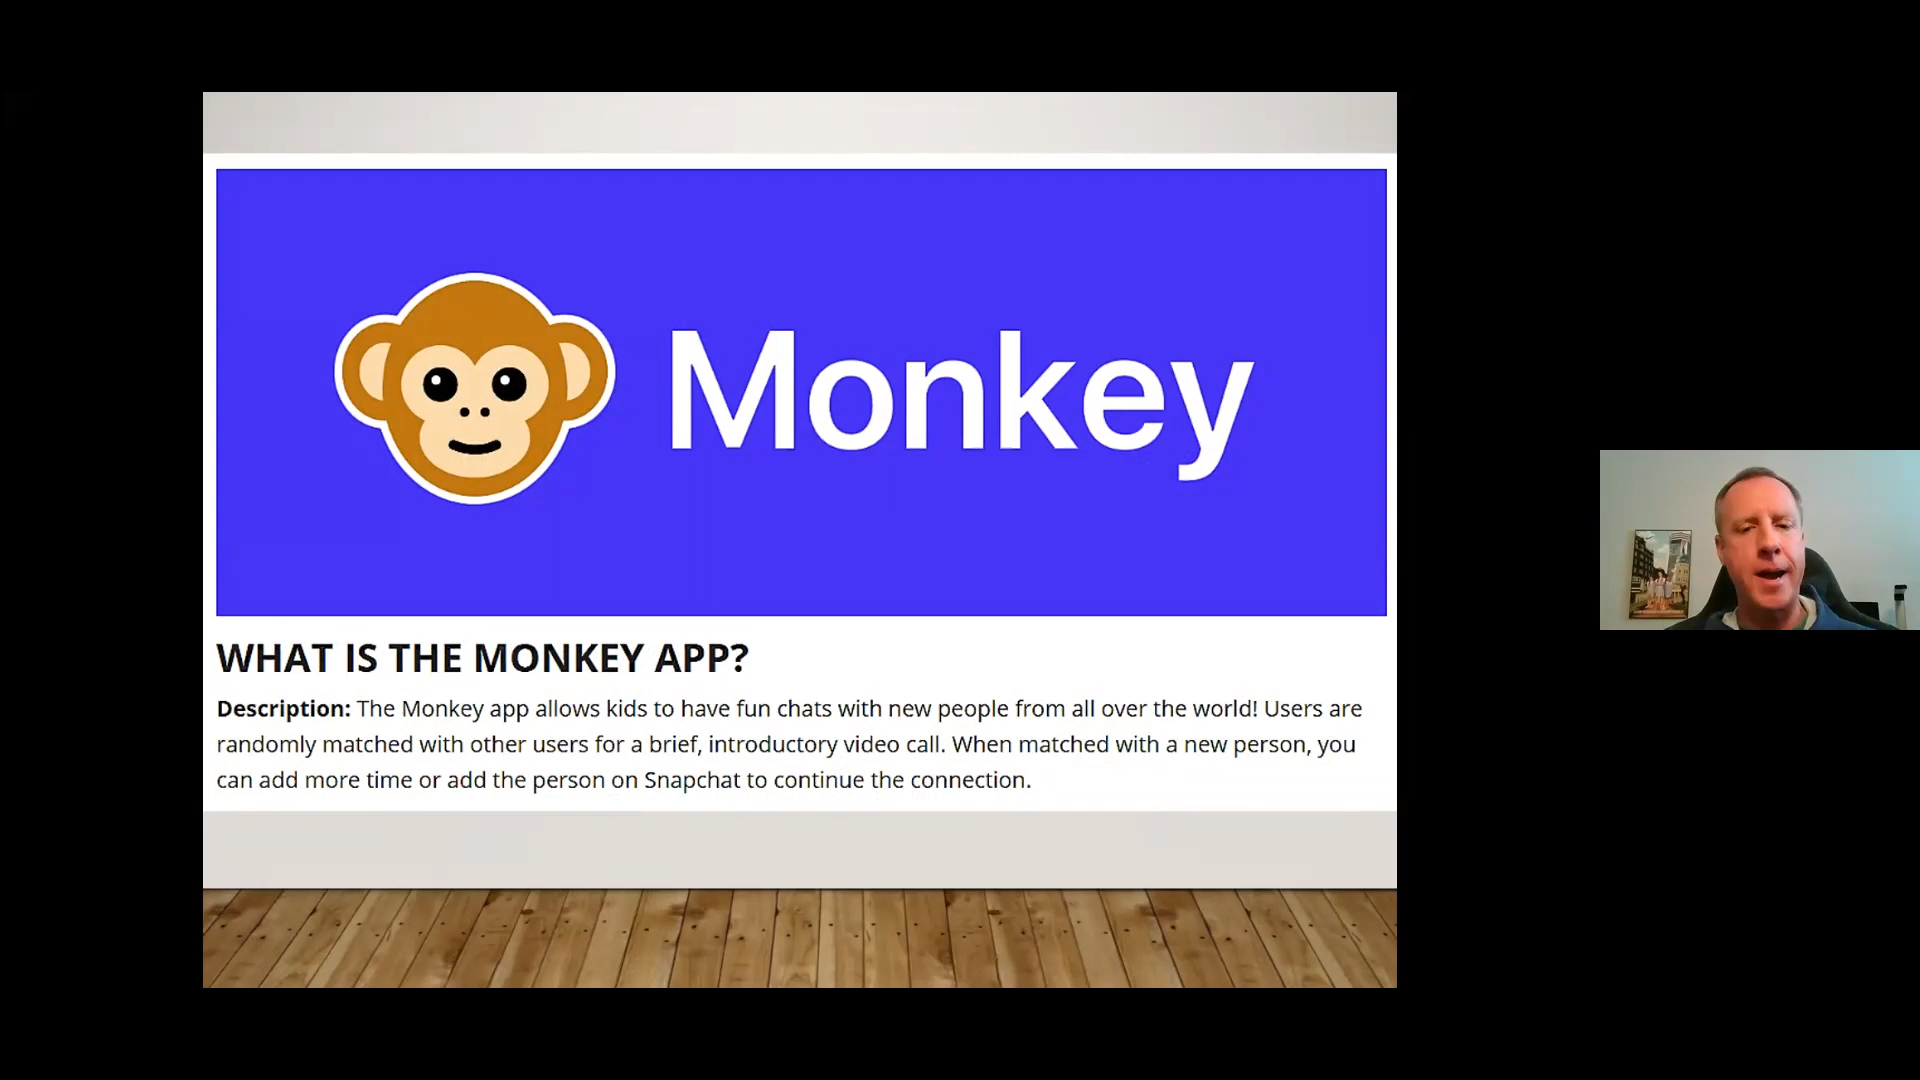 Monkey
WHAT IS THE MONKEY APP?
Description: The Monkey app allows kids to have fun chats with new people from all over the world! Users are
randomly matched with other users for a brief, introductory video call. When matched with a new person, you
can add more time or add the person on Snapchat to continue the connection.